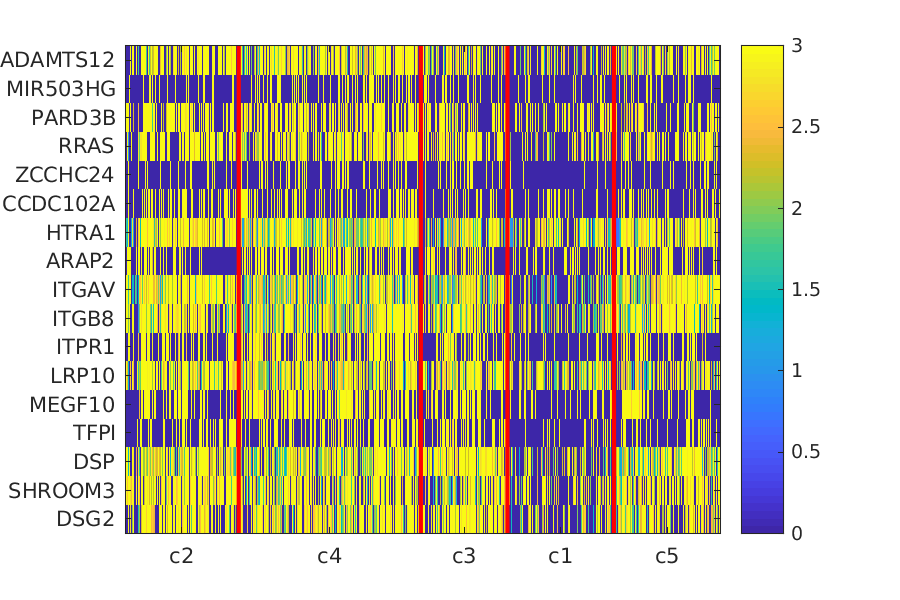 ADAMTS12
MIR503HG
PARD3B
RRAS
ZCCHC24
CCDC102A
HTRA1
ARAP2
ITGAV
ITGB8
ITPR1
LRP10
MEGF10
TFPI
DSP
SHROOM3
DSG2
c2 c4 c3 c1 c5
3
2.5
2
1.5
1
0.5
0